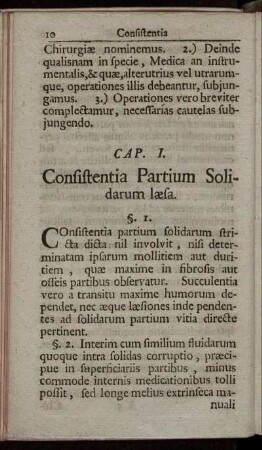 10 Consistentia
Chirurgiæ nominemus. 2.) Deinde
qualisnam in specie, Medica an instru-
mentalis, & quæ, alterutrius vel utrarum-
que, operationes illis debeantur, subjun-
gamus. 3.) Operationes vero breviter
complectamur, necessarias cautelas sub-
jungendo.
CAP. I.
Consistentia Partium Soli-
darum læsa.
§. 1.
COnsistentia partium solidarum stri-
cta dicta nil involvit, nisi deter-
minatam ipsarum mollitiem aut duri-
tiem, quæ maxime in fibrosis aut
osseis partibus observatur. Succulentia
vero a transitu maxime humorum de-
pendet, nec æque læsiones inde penden-
tes ad solidarum partium vitia directe
pertinent.
§. 2. Interim cum similium fluidarum
quoque intra solidas corruptio, præci-
pue in superficiariis partibus, minus
commode internis medicationibus tolli
possit, sed longe melius extrinseca ma-
nuali